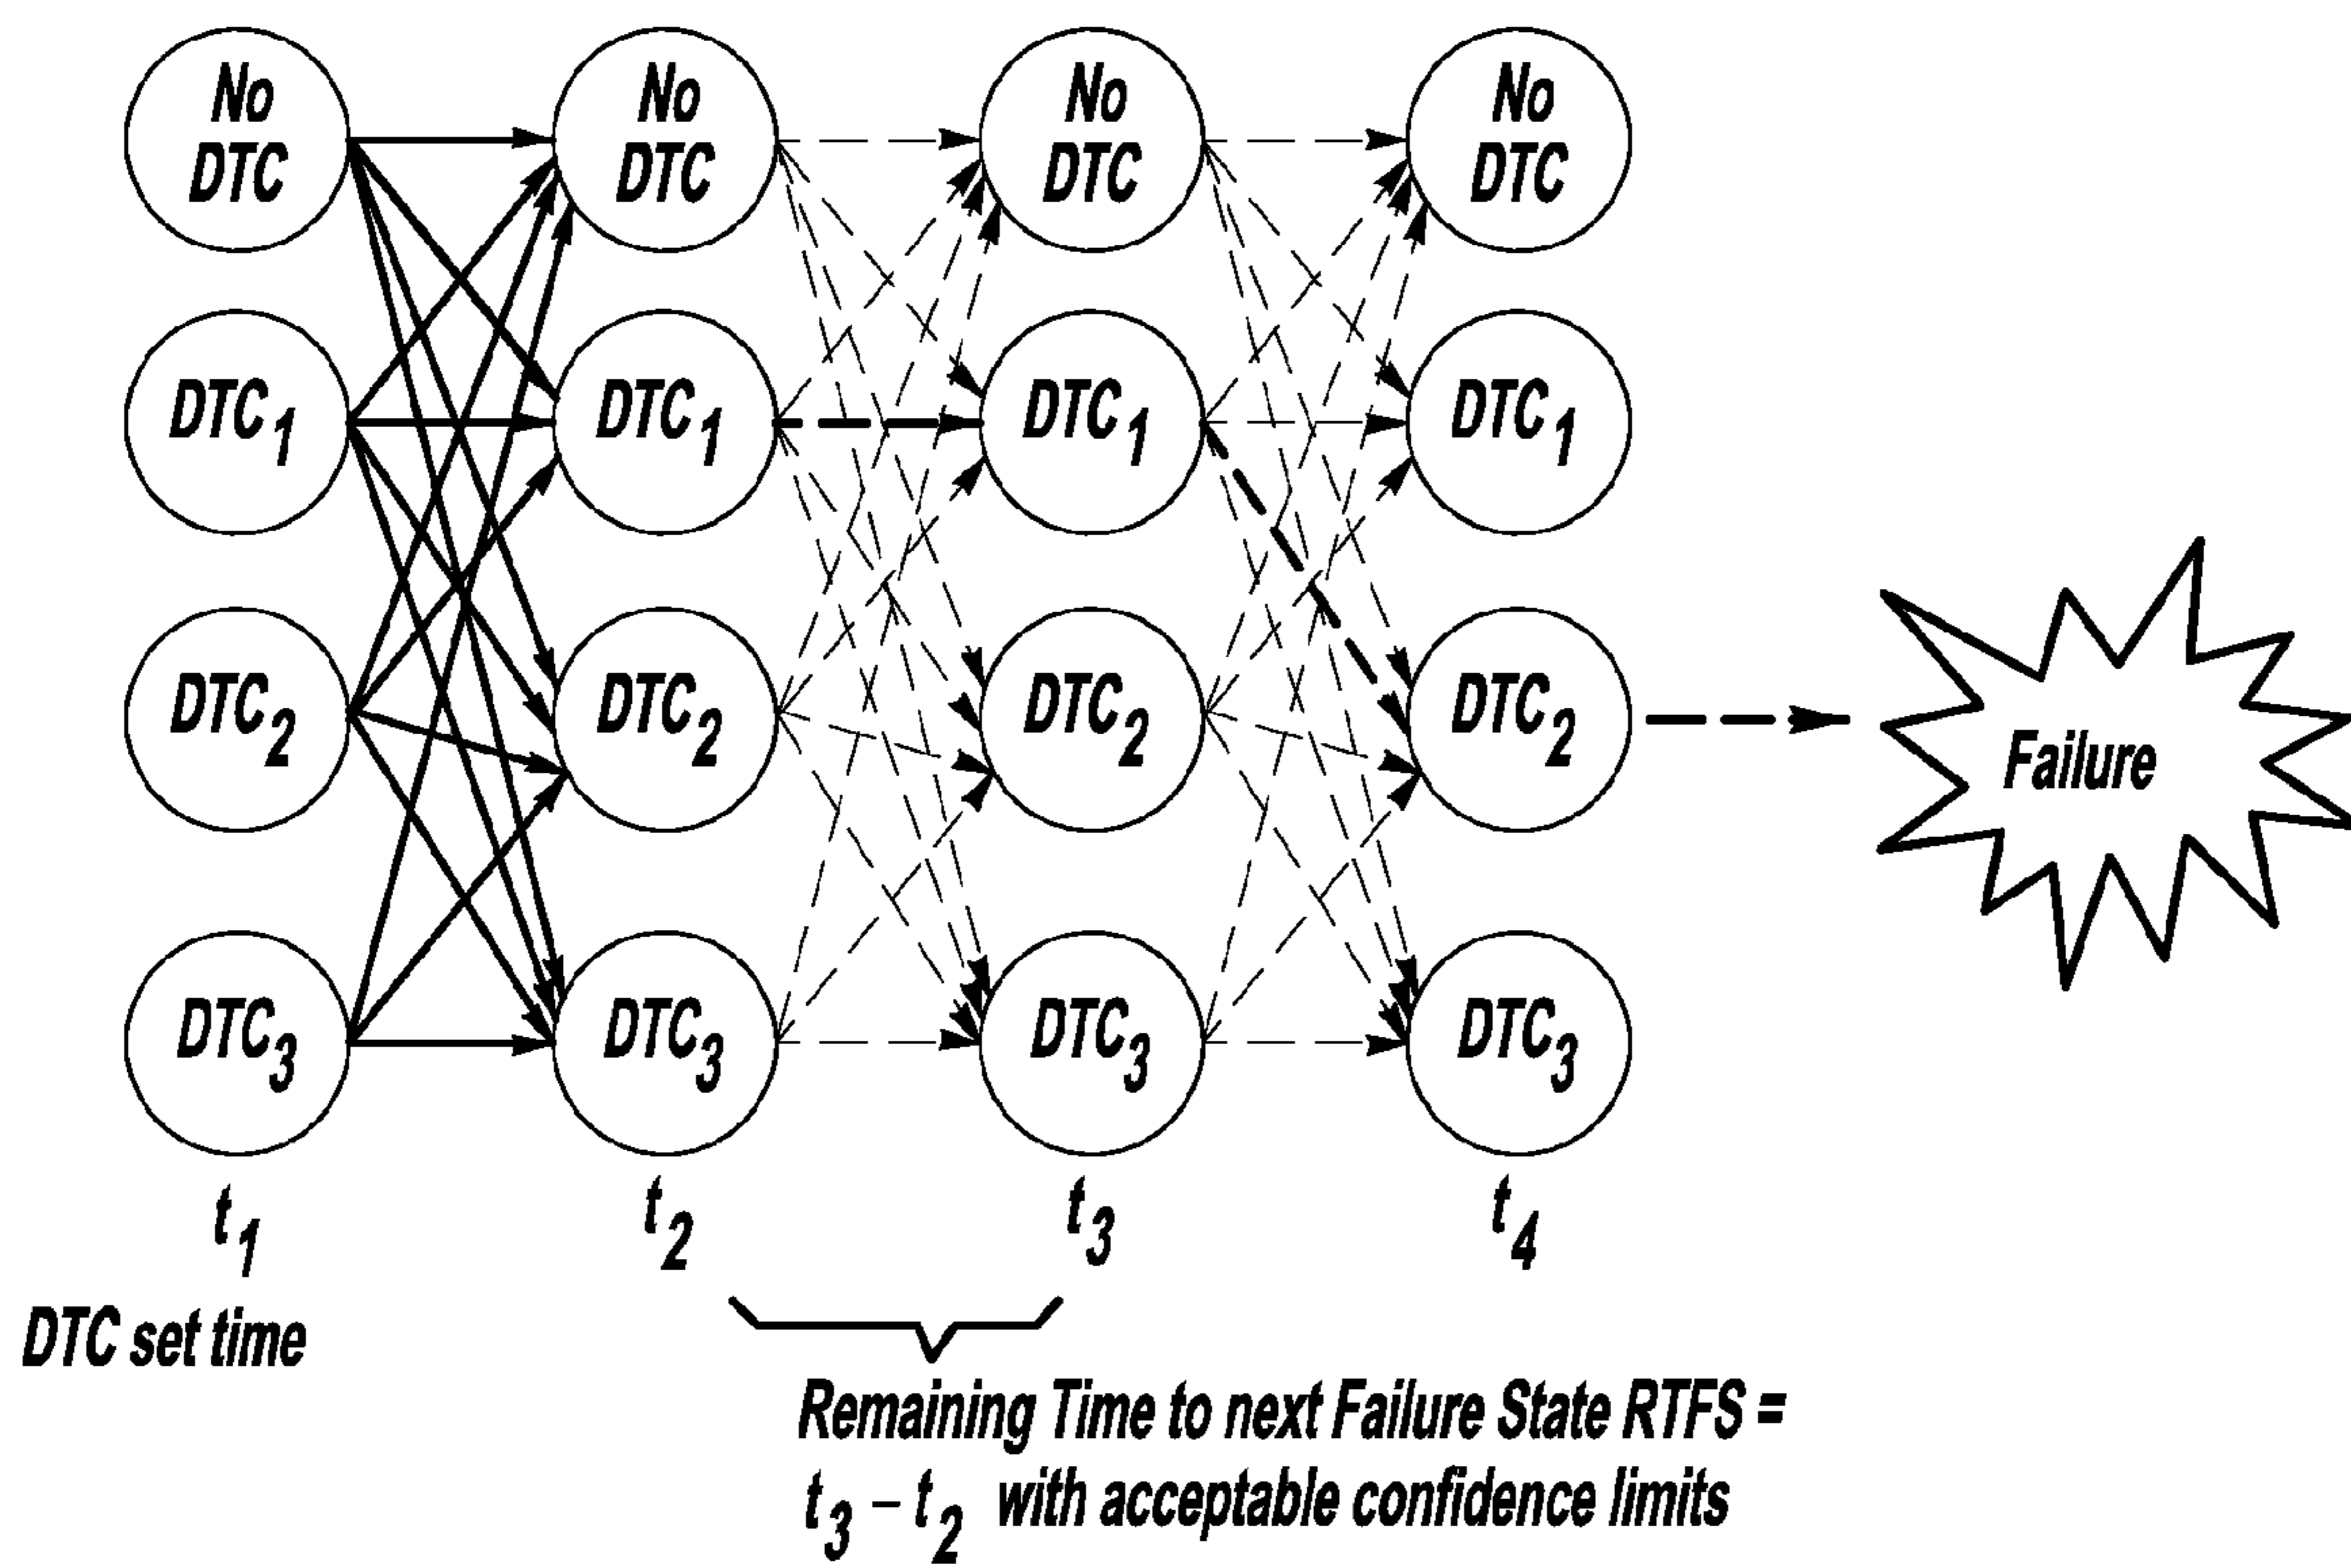 No No No No
DTC DTC DTC DTC
DTC1 DTC1 DTC1 DTC1
DTC2 DTC2 DTC2 DTC2
Failure
DTC3 DTC3 DTC3 DTC3
t1 t2 t3 t4
DTC set time
Remaining Time to next Failure State RTFS =
t3 – t2 with acceptable confidence limits